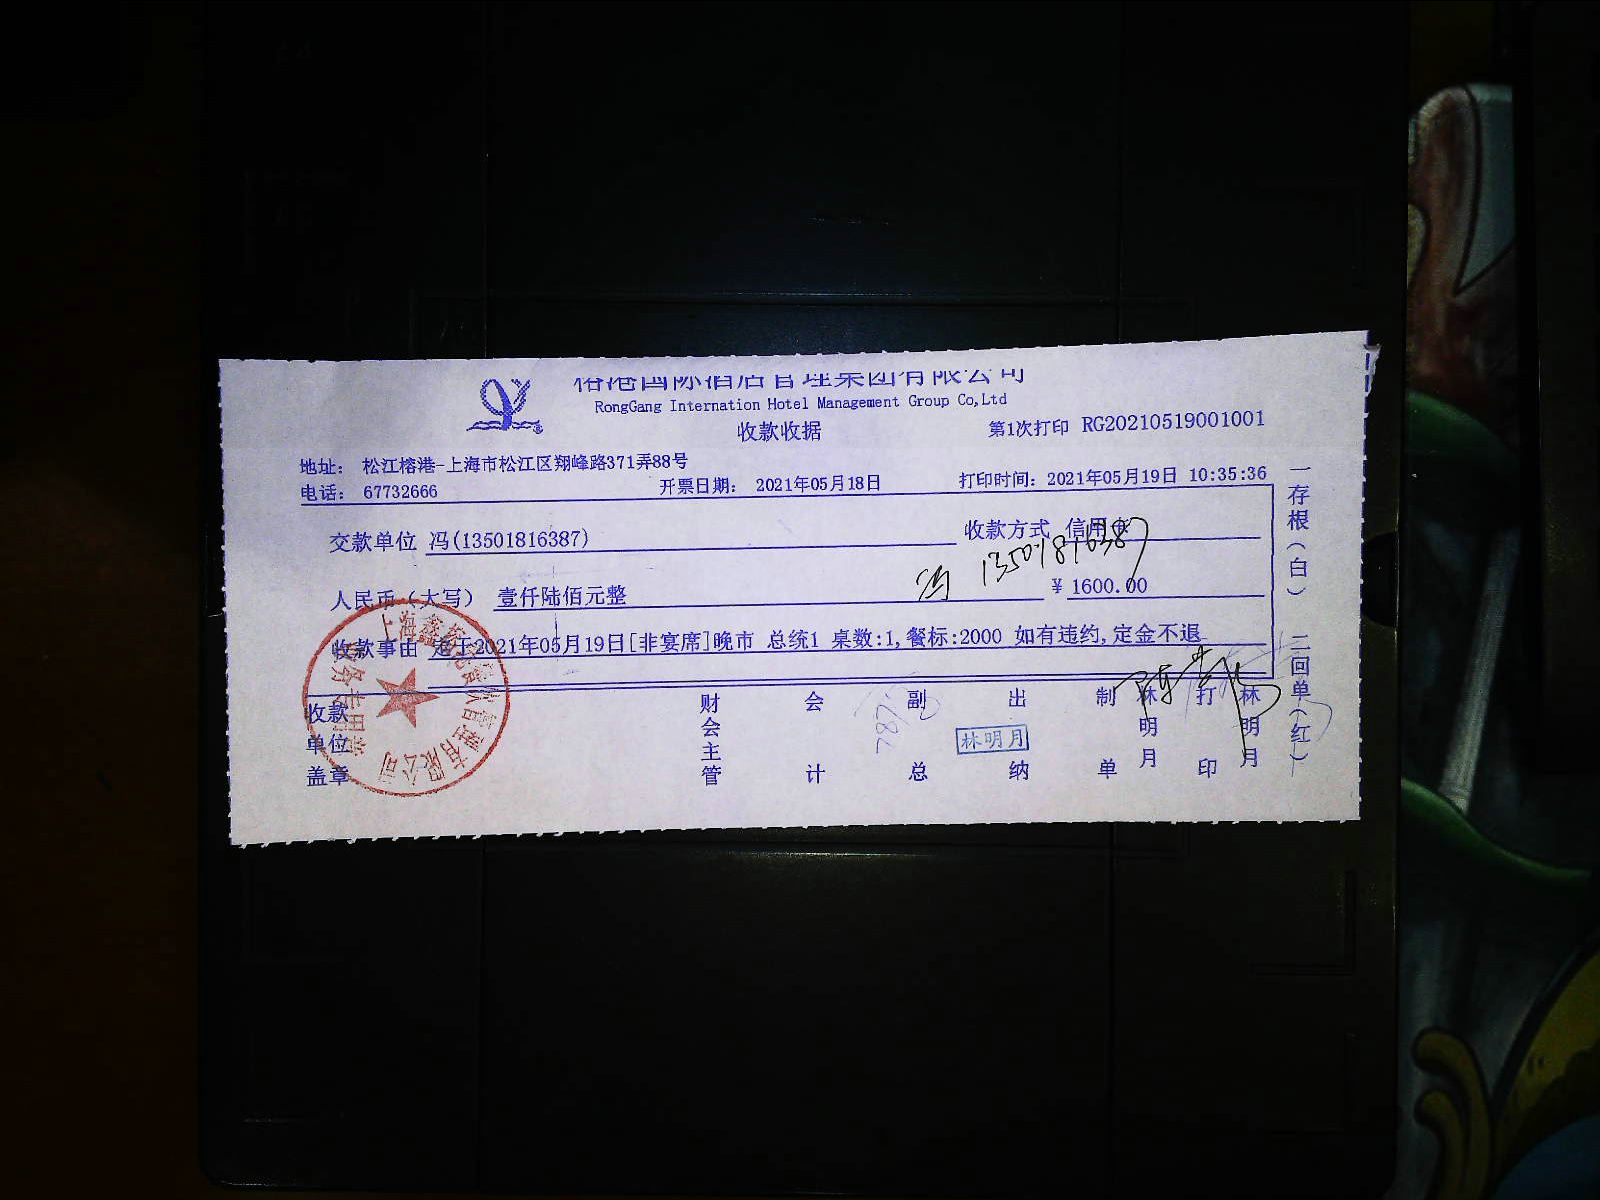 榕港国际酒店管理集团有限公司
RongGang Internation Hotel Management Group Co,Ltd
收款收据
第1次打印 RG20210519001001
地址： 松江榕港-上海市松江区翔峰路371弄88号
电话： 67732666 开票日期： 2021年05月18日 打印时间：2021年05月19日 10:35:36
交款单位 冯(13501816387) 收款方式 信用卡
冯 13501816387
人民币（大写） 壹仟陆佰元整 ¥ 1600.00
收款事由 定于2021年05月19日[非宴席]晚市 总统1 桌数:1,餐标:2000 如有违约,定金不退
收款单位盖章 财会主管 会计 副总 出纳 林明月 制单 林明月 打印 林明月
一存根（白） 二回单（红）
财务专用章